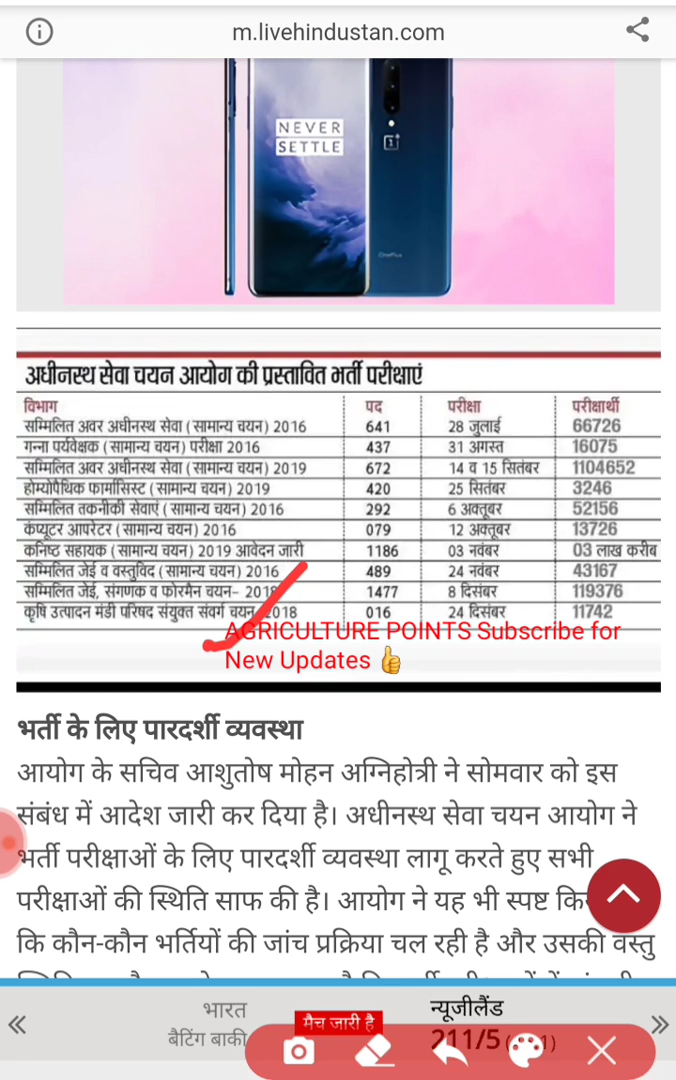 m.livehindustan.com
NEVER
SETTLE
OnePlus
अधीनस्थ सेवा चयन आयोग की प्रस्तावित भर्ती परीक्षाएं
विभाग पद परीक्षा परीक्षार्थी
सम्मिलित अवर अधीनस्थ सेवा (सामान्य चयन) 2016 641 28 जुलाई 66726
गन्ना पर्यवेक्षक (सामान्य चयन) परीक्षा 2016 437 31 अगस्त 16075
सम्मिलित अवर अधीनस्थ सेवा (सामान्य चयन) 2019 672 14 व 15 सितंबर 1104652
होम्योपैथिक फार्मासिस्ट (सामान्य चयन) 2019 420 25 सितंबर 3246
सम्मिलित तकनीकी सेवाएं (सामान्य चयन) 2016 292 6 अक्तूबर 52156
कंप्यूटर आपरेटर (सामान्य चयन) 2016 079 12 अक्तूबर 13726
कनिष्ठ सहायक (सामान्य चयन) 2019 आवेदन जारी 1186 03 नवंबर 03 लाख करीब
सम्मिलित जेई व वस्तुविद (सामान्य चयन) 2016 489 24 नवंबर 43167
सम्मिलित जेई, संगणक व फोरमैन चयन- 2018 1477 8 दिसंबर 119376
कृषि उत्पादन मंडी परिषद संयुक्त संवर्ग चयन 2018 016 24 दिसंबर 11742
AGRICULTURE POINTS Subscribe for
New Updates 👍
भर्ती के लिए पारदर्शी व्यवस्था
आयोग के सचिव आशुतोष मोहन अग्निहोत्री ने सोमवार को इस
संबंध में आदेश जारी कर दिया है। अधीनस्थ सेवा चयन आयोग ने
भर्ती परीक्षाओं के लिए पारदर्शी व्यवस्था लागू करते हुए सभी
परीक्षाओं की स्थिति साफ की है। आयोग ने यह भी स्पष्ट
कि कौन-कौन भर्तियों की जांच प्रक्रिया चल रही है और उसकी वस्तु
भारत
बैटिंग बाकी
मैच जारी है
न्यूजीलैंड
211/5